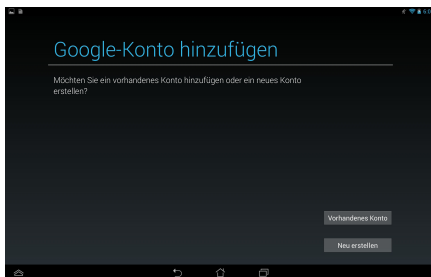 Google-Konto hinzufügen
Möchten Sie ein vorhandenes Konto hinzufügen oder ein neues Konto
erstellen?
Vorhandenes Konto
Neu erstellen